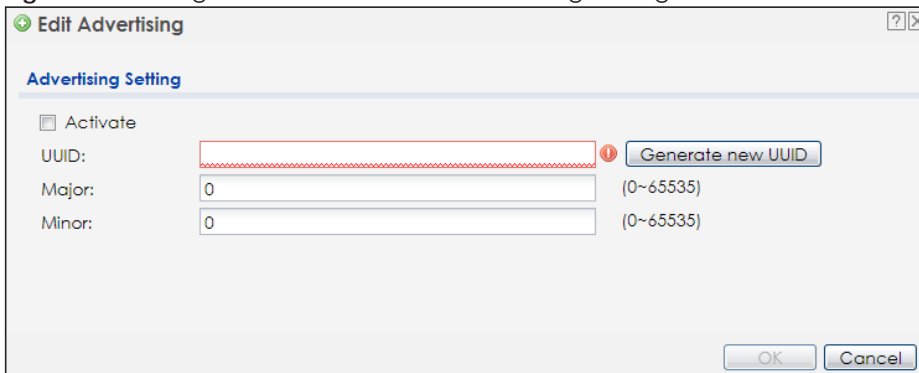 Edit Advertising
Advertising Setting
Activate
UUID:
Generate new UUID
Major:
0
(0~65535)
Minor:
0
(0~65535)
OK
Cancel